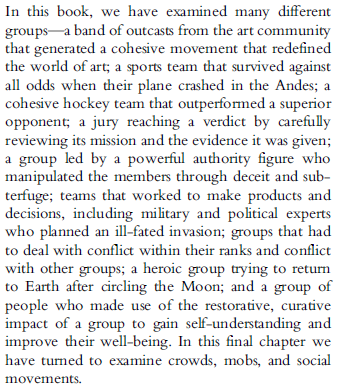 In this book, we have examined many different
groups—a band of outcasts from the art community
that generated a cohesive movement that redefined
the world of art; a sports team that survived against
all odds when their plane crashed in the Andes; a
cohesive hockey team that outperformed a superior
opponent; a jury reaching a verdict by carefully
reviewing its mission and the evidence it was given;
a group led by a powerful authority figure who
manipulated the members through deceit and sub-
terfuge; teams that worked to make products and
decisions, including military and political experts
who planned an ill-fated invasion; groups that had
to deal with conflict within their ranks and conflict
with other groups; a heroic group trying to return
to Earth after circling the Moon; and a group of
people who made use of the restorative, curative
impact of a group to gain self-understanding and
improve their well-being. In this final chapter we
have turned to examine crowds, mobs, and social
movements.